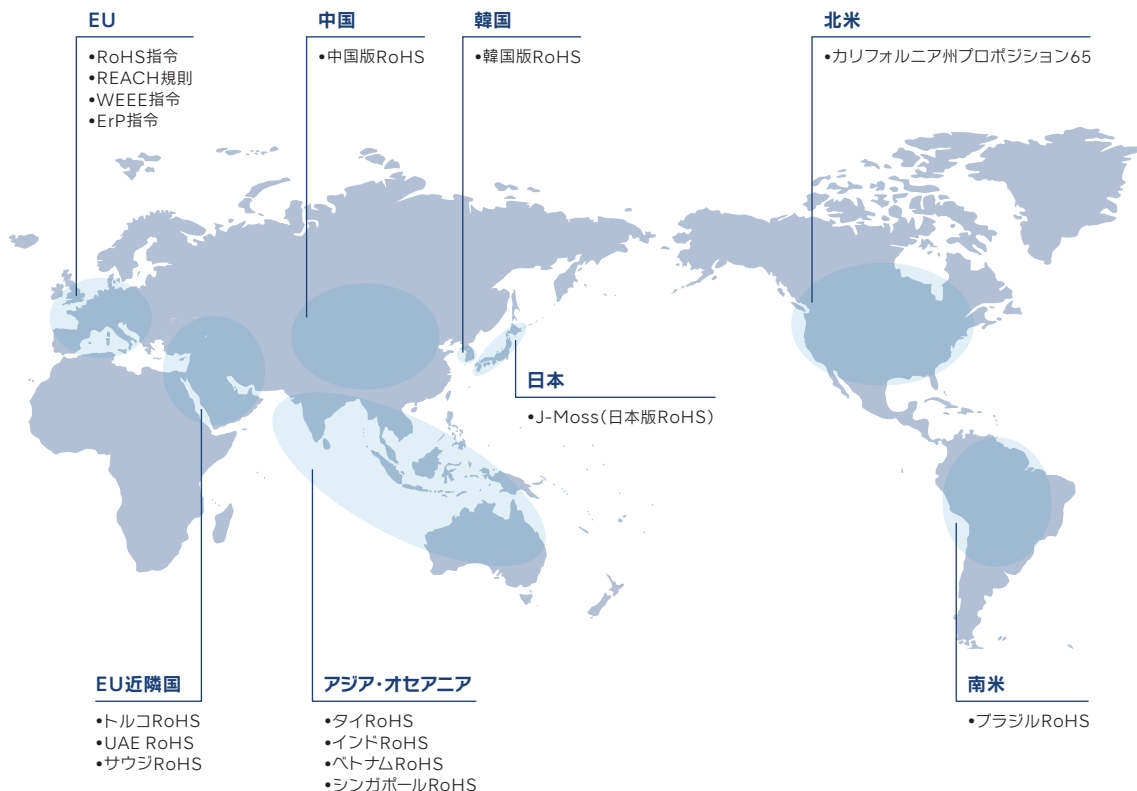 EU
•RoHS指令
•REACH規則
•WEEE指令
•ErP指令
中国
•中国版RoHS
韓国
•韓国版RoHS
北米
•カリフォルニア州プロポジション65
日本
•J-Moss(日本版RoHS)
EU近隣国
•トルコRoHS
•UAE RoHS
•サウジRoHS
アジア・オセアニア
•タイRoHS
•インドRoHS
•ベトナムRoHS
•シンガポールRoHS
南米
•ブラジルRoHS